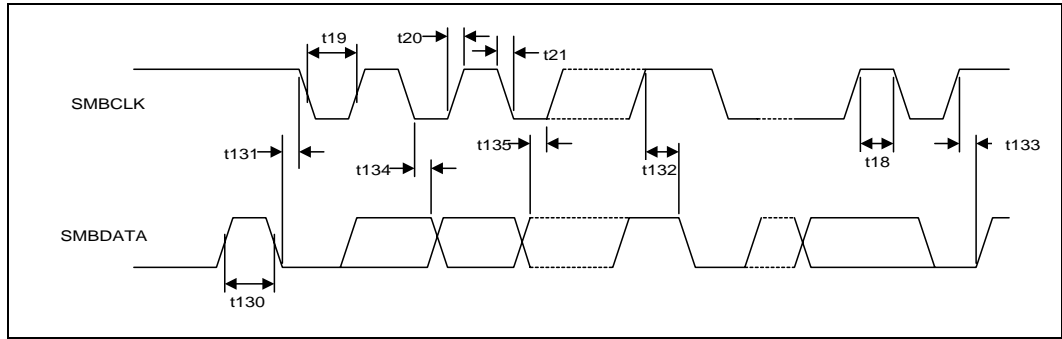 t19
t20
t21
SMBCLK
t131
t134
t135
t132
t18
t133
SMBDATA
t130